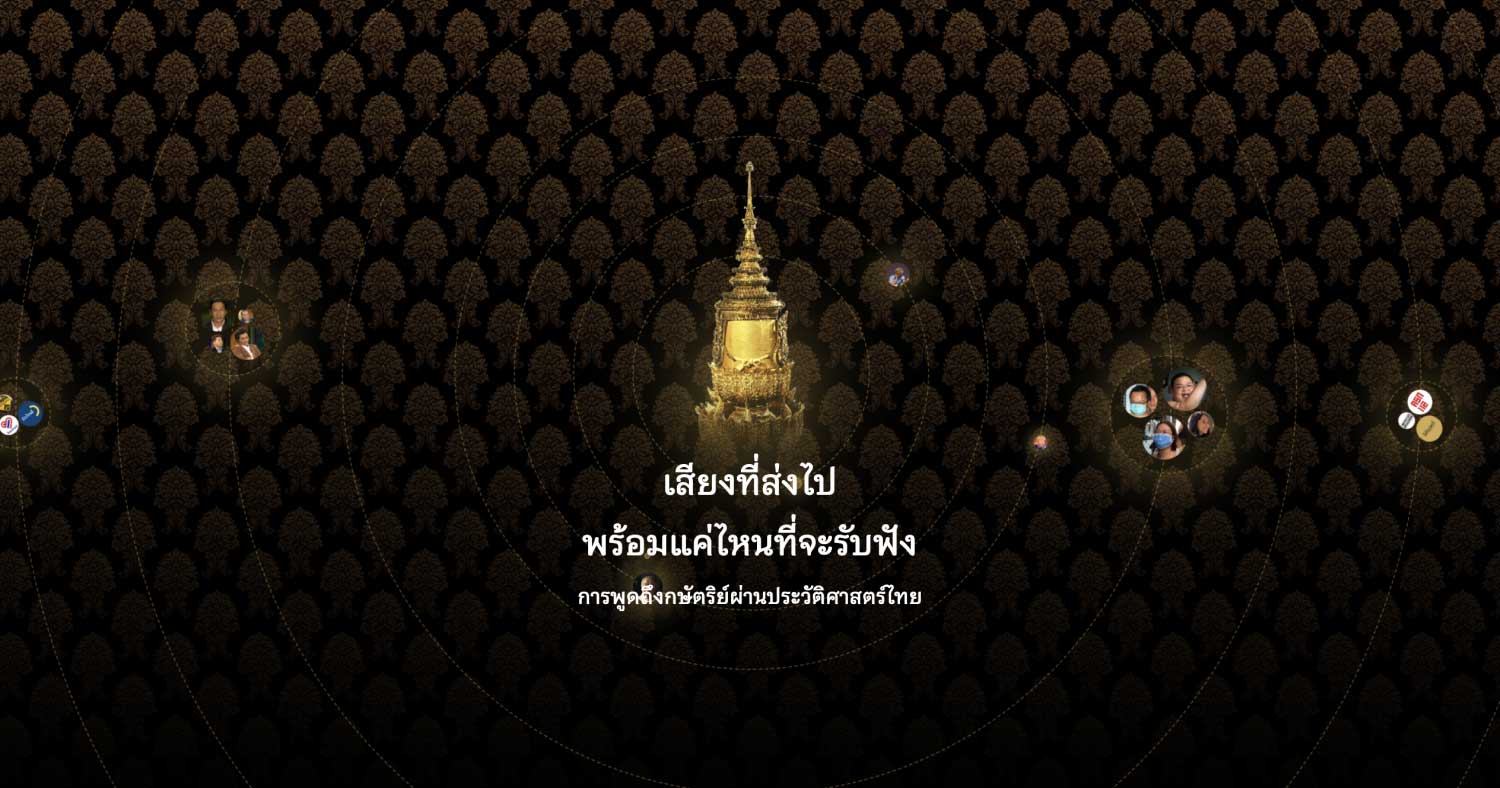 เสียงที่ส่งไป
พร้อมแค่ไหนที่จะรับฟัง
การพูดถึงกษัตริย์ผ่านประวัติศาสตร์ไทย